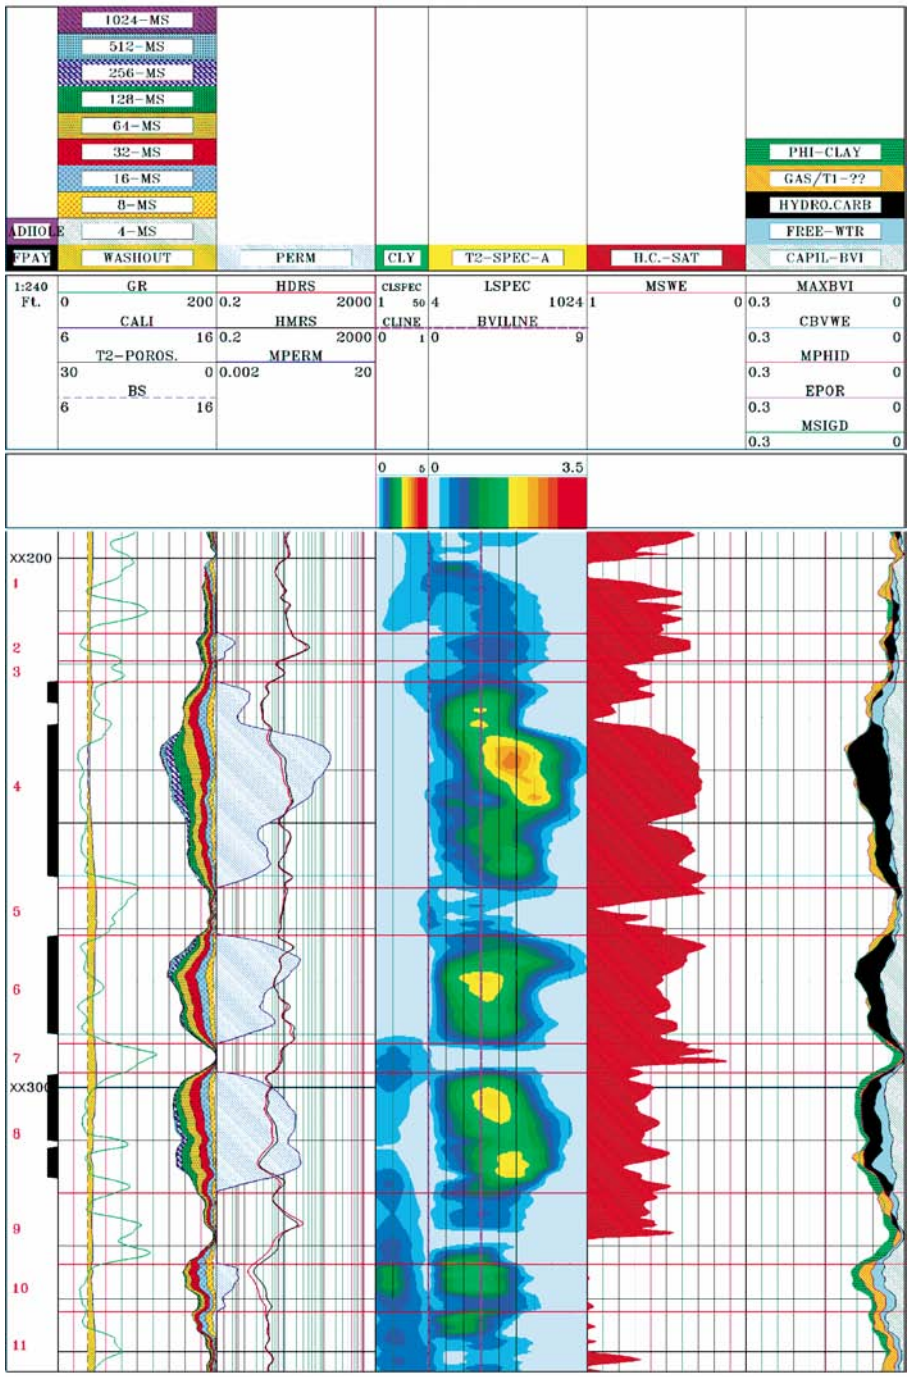 1024-MS
512-MS
256-MS
128-MS
64-MS
32-MS
16-MS
8-MS
ADHOLE 4-MS
FPAY WASHOUT PERM CLY T2-SPEC-A H.C.-SAT
PHI-CLAY
GAS/T1-??
HYDRO.CARB
FREE-WTR
CAPIL-BVI
1:240
Ft.
GR
0 200
CALI
6 16
T2-POROS.
30 0
BS
6 16
HDRS
0.2 2000
HMRS
0.2 2000
MPERM
0.002 20
CLSPEC
1 50
CLINE
0 1
LSPEC
4 1024
BVILINE
0 9
MSWE
1 0
MAXBVI
0.3 0
CBVWE
0.3 0
MPHID
0.3 0
EPOR
0.3 0
MSIGD
0.3 0
0 5 0 3.5
XX200
1
2
3
4
5
6
7
XX300
8
9
10
11